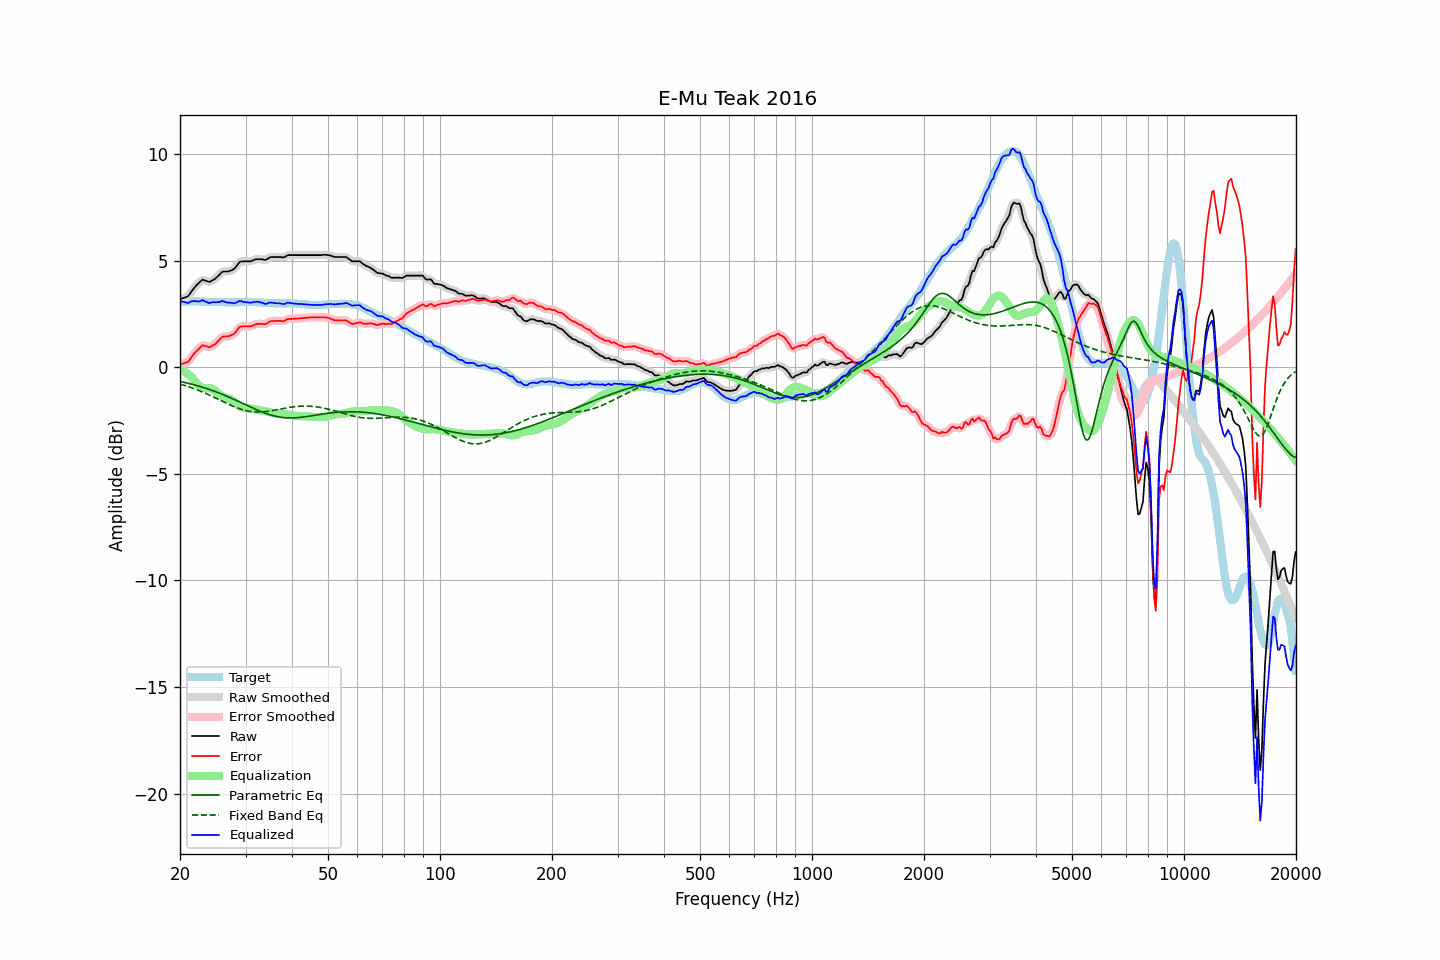 E-Mu Teak 2016
Amplitude (dBr)
10
5
0
−5
−10
−15
−20
Target
Raw Smoothed
Error Smoothed
Raw
Error
Equalization
Parametric Eq
Fixed Band Eq
Equalized
20 50 100 200 500 1000 2000 5000 10000 20000
Frequency (Hz)